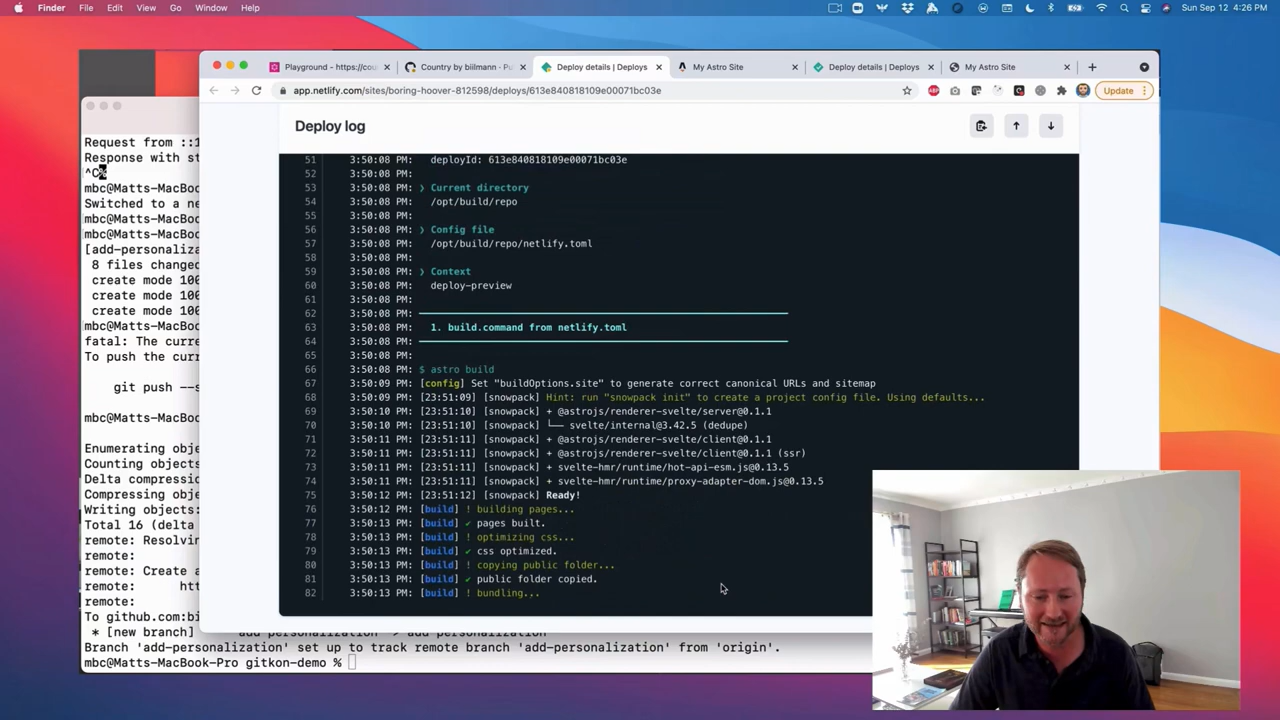 Finder File Edit View Go Window Help
Sun Sep 12 4:26 PM
Playground - https://cou
Country by biilmann · Pu
Deploy details | Deploys
My Astro Site
Deploy details | Deploys
My Astro Site
app.netlify.com/sites/boring-hoover-812598/deploys/613e840818109e00071bc03e
Update
Deploy log
51 3:50:08 PM: deployId: 613e840818109e00071bc03e
52 3:50:08 PM:
53 3:50:08 PM: ❯ Current directory
54 3:50:08 PM: /opt/build/repo
55 3:50:08 PM:
56 3:50:08 PM: ❯ Config file
57 3:50:08 PM: /opt/build/repo/netlify.toml
58 3:50:08 PM:
59 3:50:08 PM: ❯ Context
60 3:50:08 PM: deploy-preview
61 3:50:08 PM:
62 3:50:08 PM:
63 3:50:08 PM: 1. build.command from netlify.toml
64 3:50:08 PM:
65 3:50:08 PM:
66 3:50:08 PM: $ astro build
67 3:50:09 PM: [config] Set "buildOptions.site" to generate correct canonical URLs and sitemap
68 3:50:09 PM: [23:51:09] [snowpack] Hint: run "snowpack init" to create a project config file. Using defaults...
69 3:50:10 PM: [23:51:10] [snowpack] + @astrojs/renderer-svelte/server@0.1.1
70 3:50:10 PM: [23:51:10] [snowpack] └── svelte/internal@3.42.5 (dedupe)
71 3:50:11 PM: [23:51:11] [snowpack] + @astrojs/renderer-svelte/client@0.1.1
72 3:50:11 PM: [23:51:11] [snowpack] + @astrojs/renderer-svelte/client@0.1.1 (ssr)
73 3:50:11 PM: [23:51:11] [snowpack] + svelte-hmr/runtime/hot-api-esm.js@0.13.5
74 3:50:11 PM: [23:51:11] [snowpack] + svelte-hmr/runtime/proxy-adapter-dom.js@0.13.5
75 3:50:12 PM: [23:51:12] [snowpack] Ready!
76 3:50:12 PM: [build] ! building pages...
77 3:50:13 PM: [build] ✔ pages built.
78 3:50:13 PM: [build] ! optimizing css...
79 3:50:13 PM: [build] ✔ css optimized.
80 3:50:13 PM: [build] ! copying public folder...
81 3:50:13 PM: [build] ✔ public folder copied.
82 3:50:13 PM: [build] ! bundling...
Request from ::1
Response with st
^C%
mbc@Matts-MacBoo
Switched to a ne
mbc@Matts-MacBoo
mbc@Matts-MacBoo
[add-personaliza
8 files changed
create mode 100
create mode 100
create mode 100
mbc@Matts-MacBoo
fatal: The curre
To push the curr
git push --s
mbc@Matts-MacBoo
Enumerating obje
Counting objects
Delta compressio
Compressing obje
Writing objects:
Total 16 (delta
remote: Resolvin
remote:
remote: Create a
remote: ht
remote:
To github.com:bi
* [new branch] add-personalization -> add-personalization
Branch 'add-personalization' set up to track remote branch 'add-personalization' from 'origin'.
mbc@Matts-MacBook-Pro gitkon-demo %